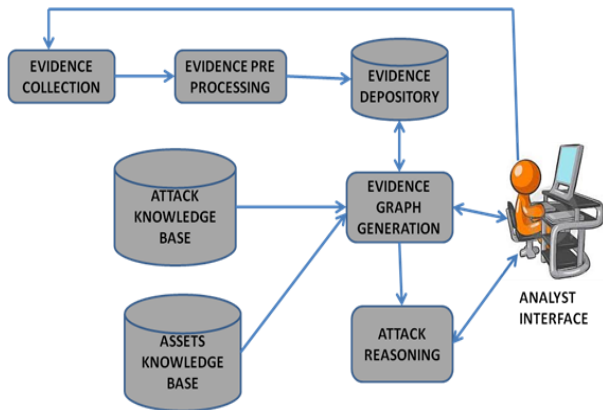 EVIDENCE
COLLECTION
EVIDENCE PRE
PROCESSING
EVIDENCE
DEPOSITORY
ATTACK
KNOWLEDGE
BASE
EVIDENCE
GRAPH
GENERATION
ANALYST
INTERFACE
ASSETS
KNOWLEDGE
BASE
ATTACK
REASONING